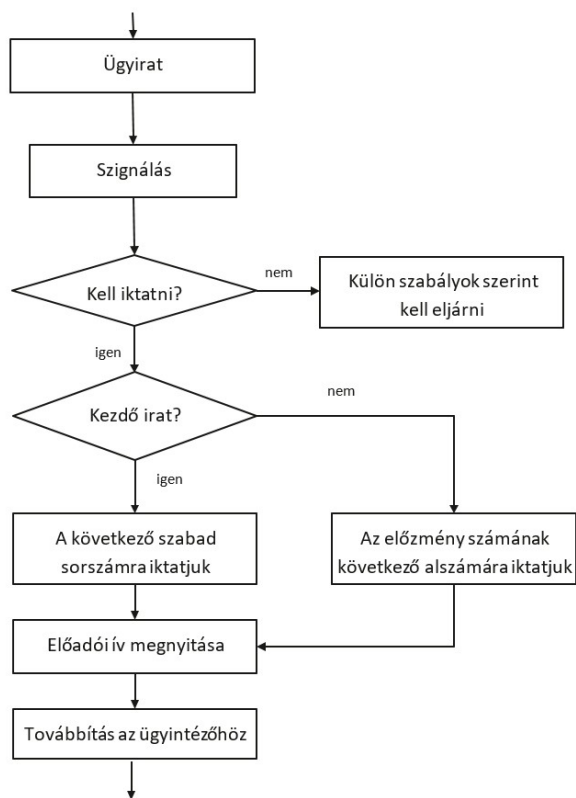 Ügyirat
Szignálás
Kell iktatni?
nem
Külön szabályok szerint
kell eljárni
igen
Kezdő irat?
nem
igen
A következő szabad
sorszámra iktatjuk
Az előzmény számának
következő alszámára iktatjuk
Előadói ív megnyitása
Továbbítás az ügyintézőhöz